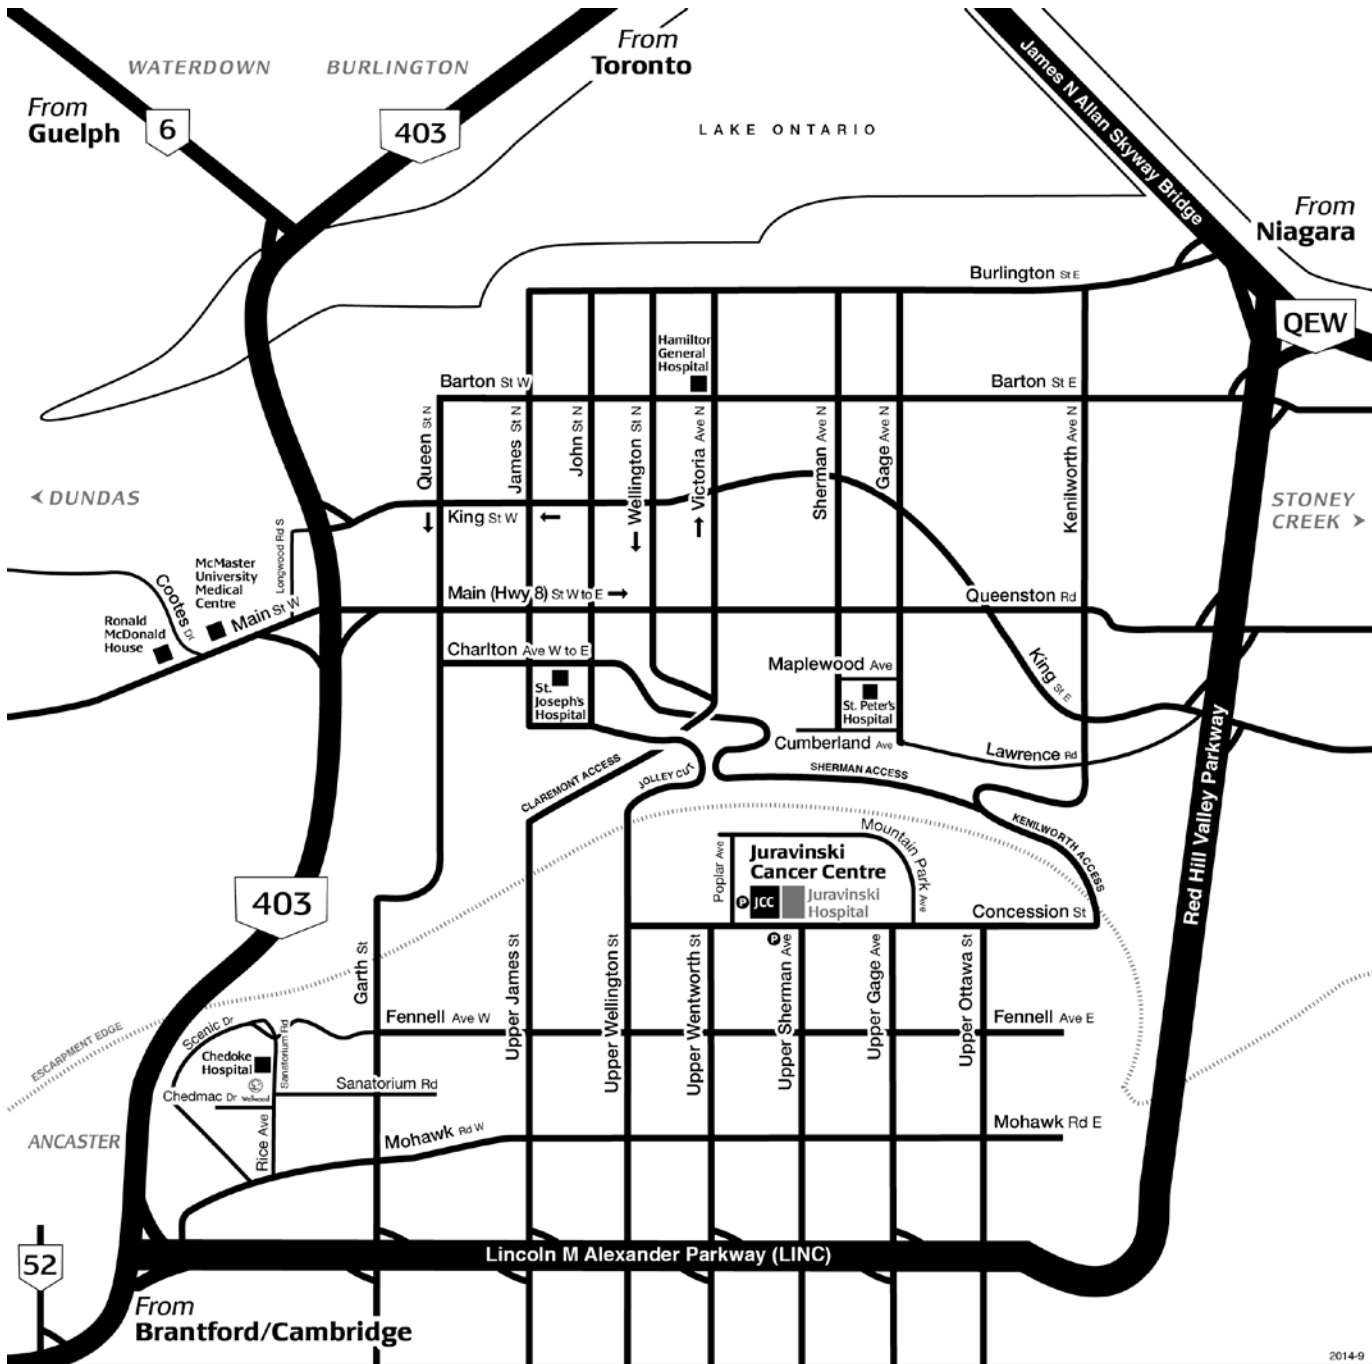 From
Toronto
WATERDOWN
BURLINGTON
From
Guelph
6
403
LAKE ONTARIO
James N Allan Skyway Bridge
From
Niagara
Burlington St E
QEW
Hamilton
General
Hospital
Barton St W
Barton St E
Queen St N
James St N
John St N
Wellington St N
Victoria Ave N
Sherman Ave N
Gage Ave N
Kenilworth Ave N
DUNDAS
STONEY
CREEK
King St W
Longwood Rd S
McMaster
University
Medical
Centre
Cootes Dr
Main St W
Ronald
McDonald
House
Main (Hwy 8) St W to E
Queenston Rd
Charlton Ave W to E
Maplewood Ave
King St E
St.
Joseph's
Hospital
St. Peter's
Hospital
Cumberland Ave
Lawrence Rd
Red Hill Valley Parkway
CLAREMONT ACCESS
JOLLEY CUT
SHERMAN ACCESS
KENILWORTH ACCESS
Mountain Park Ave
Poplar Ave
Juravinski
Cancer Centre
P
JCC
Juravinski
Hospital
403
Concession St
P
Garth St
Upper James St
Upper Wellington St
Upper Wentworth St
Upper Sherman Ave
Upper Gage Ave
Upper Ottawa St
Fennell Ave W
Fennell Ave E
ESCARPMENT EDGE
Scenic Dr
Sanatorium Rd
Chedoke
Hospital
Wellwood
Sanatorium Rd
Chedmac Dr
Rice Ave
ANCASTER
Mohawk Rd W
Mohawk Rd E
52
Lincoln M Alexander Parkway (LINC)
From
Brantford/Cambridge
2014-9